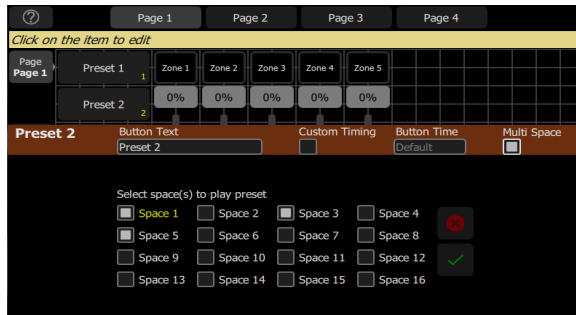 ? Page 1 Page 2 Page 3 Page 4
Click on the item to edit
Page
Page 1
Preset 1 1 Zone 1 Zone 2 Zone 3 Zone 4 Zone 5
Preset 2 2 0% 0% 0% 0% 0%
Preset 2 Button Text Custom Timing Button Time Multi Space
Preset 2 Default
Select space(s) to play preset
Space 1 Space 2 Space 3 Space 4
Space 5 Space 6 Space 7 Space 8
Space 9 Space 10 Space 11 Space 12
Space 13 Space 14 Space 15 Space 16